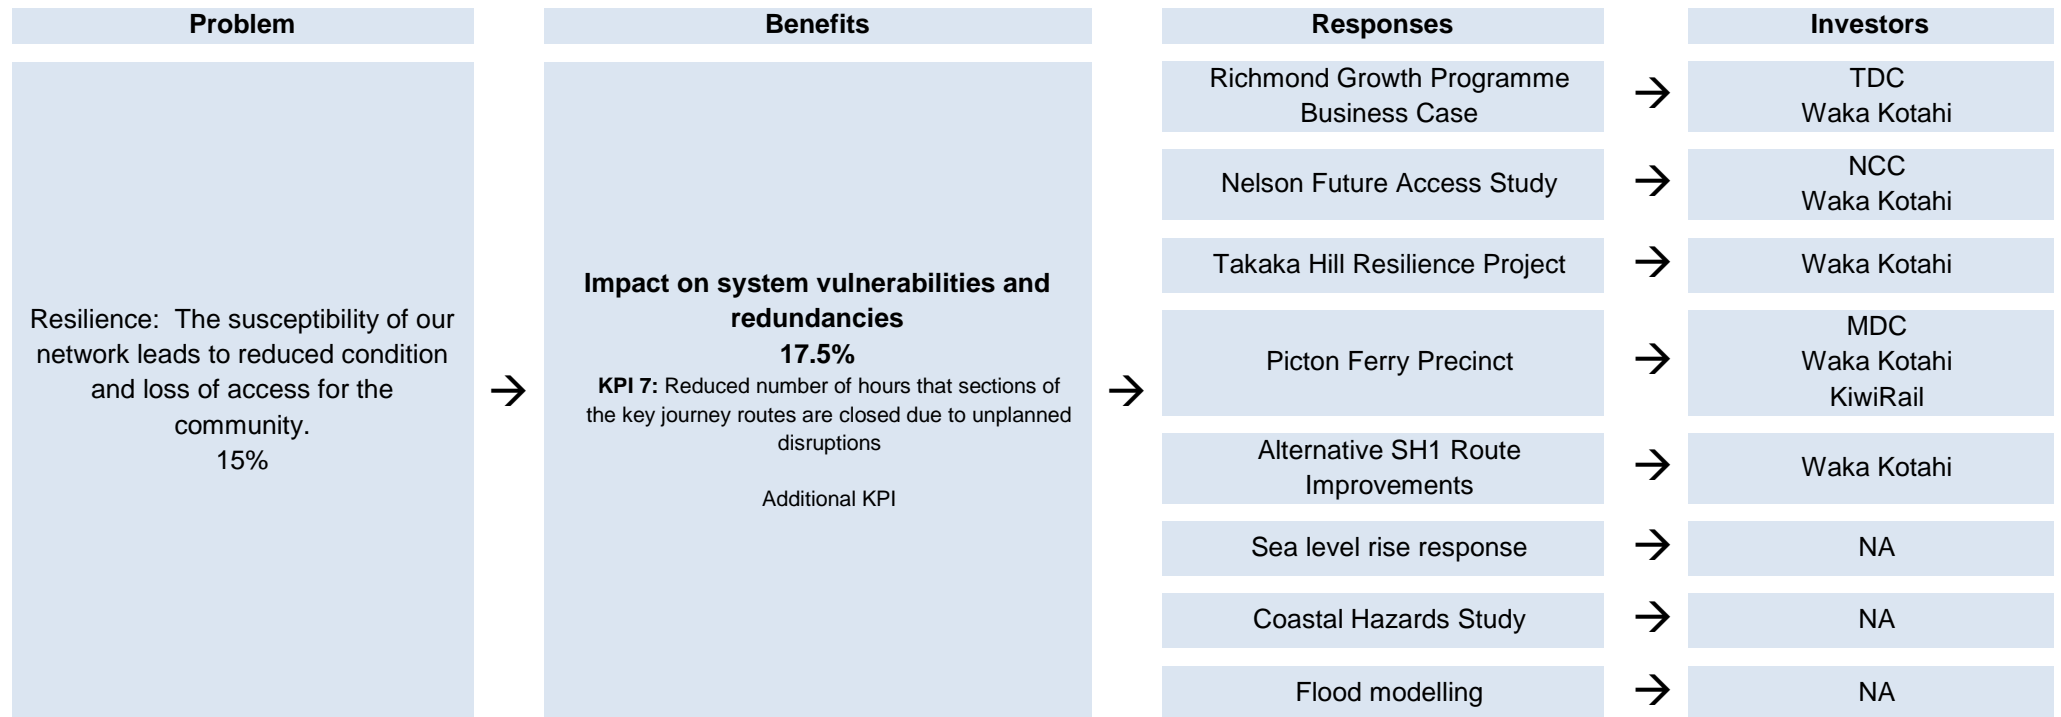 Problem
Benefits
Responses
Investors
Resilience: The susceptibility of our
network leads to reduced condition
and loss of access for the
community.
15%
→
Impact on system vulnerabilities and
redundancies
17.5%
KPI 7: Reduced number of hours that sections of
the key journey routes are closed due to unplanned
disruptions
Additional KPI
→
Richmond Growth Programme
Business Case
→
TDC
Waka Kotahi
Nelson Future Access Study
→
NCC
Waka Kotahi
Takaka Hill Resilience Project
→
Waka Kotahi
Picton Ferry Precinct
→
MDC
Waka Kotahi
KiwiRail
Alternative SH1 Route
Improvements
→
Waka Kotahi
Sea level rise response
→
NA
Coastal Hazards Study
→
NA
Flood modelling
→
NA